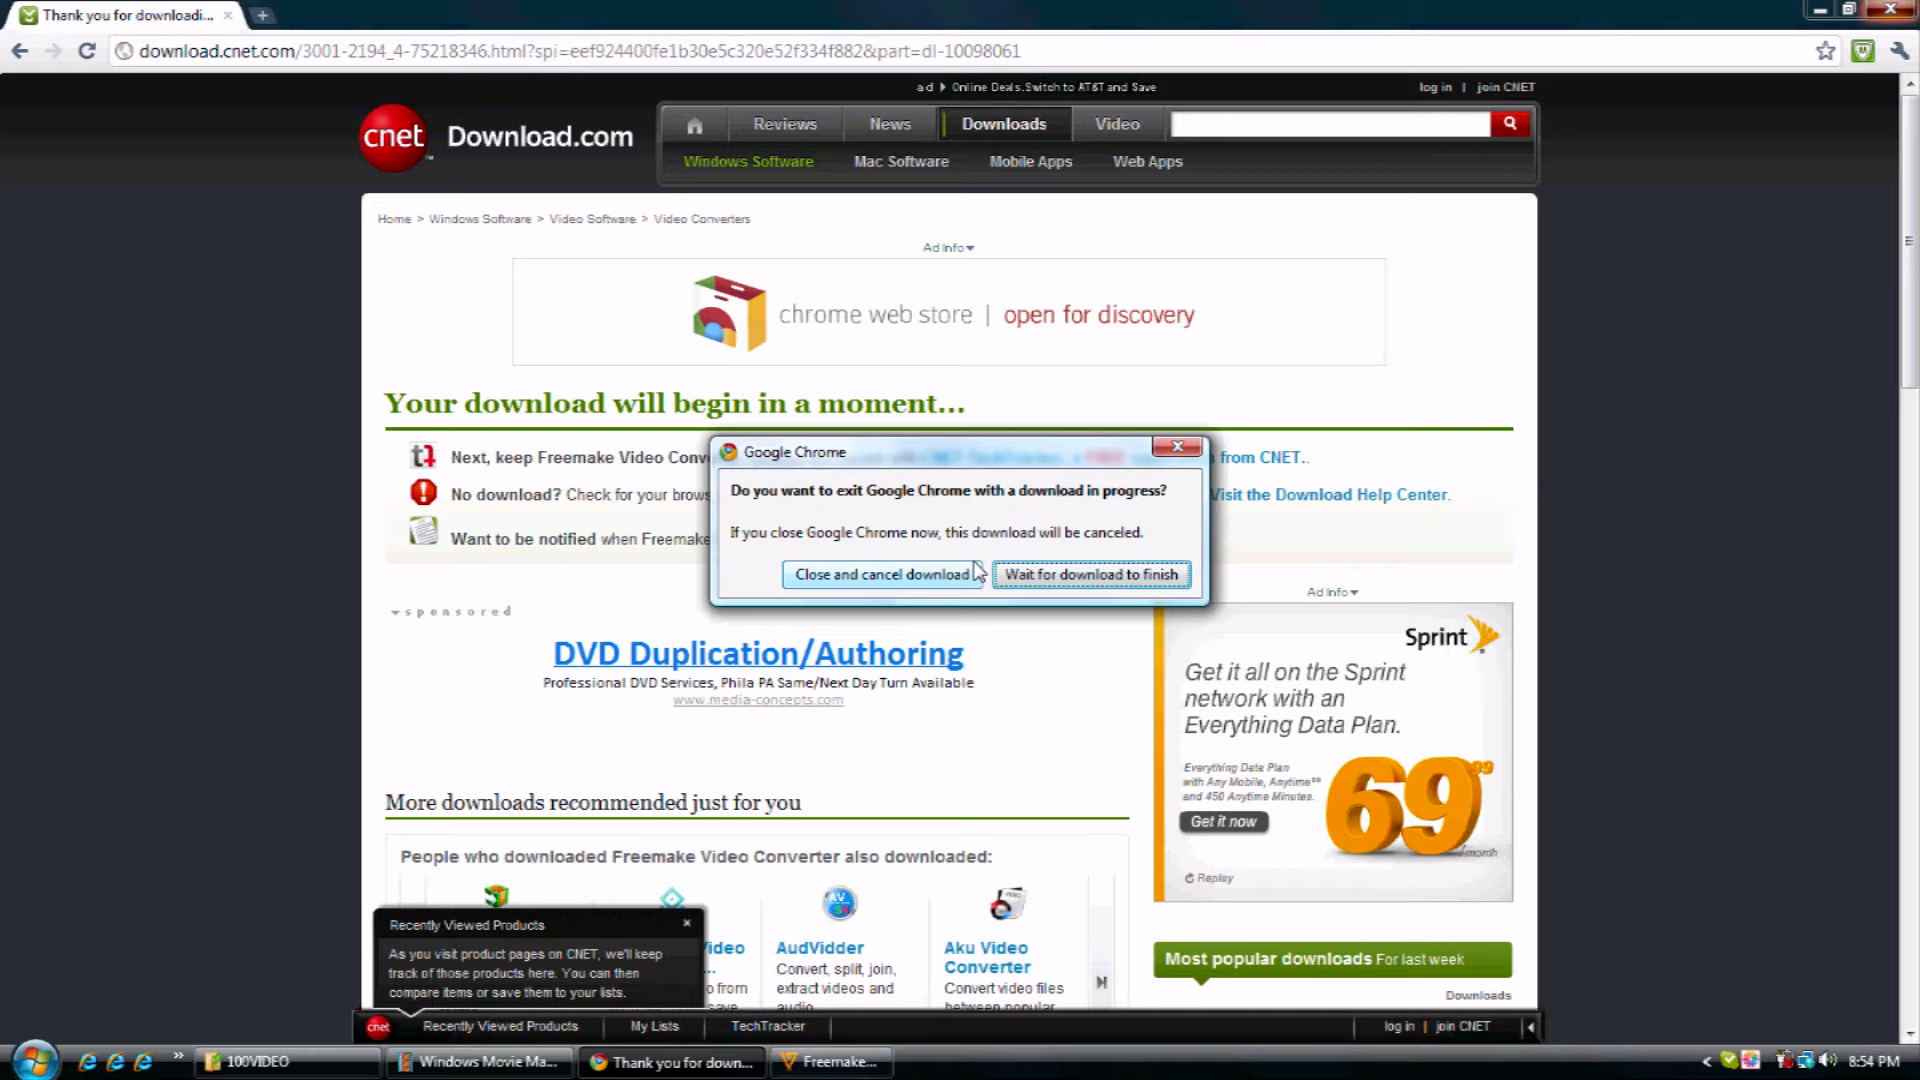 Thank you for downloadi...
download.cnet.com/3001-2194_4-75218346.html?spi=eef924400fe1b30e5c320e52f334f882&part=dl-10098061
ad Online Deals.Switch to AT&T and Save
log in | join CNET
cnet Download.com
Reviews News Downloads Video
Windows Software Mac Software Mobile Apps Web Apps
Home > Windows Software > Video Software > Video Converters
Ad Info
chrome web store | open for discovery
Your download will begin in a moment...
Next, keep Freemake Video Conv
from CNET..
No download? Check for your brows
Visit the Download Help Center.
Want to be notified when Freemake
Google Chrome
Do you want to exit Google Chrome with a download in progress?
If you close Google Chrome now, this download will be canceled.
Close and cancel download
Wait for download to finish
sponsored
DVD Duplication/Authoring
Professional DVD Services, Phila PA Same/Next Day Turn Available
www.media-concepts.com
Ad Info
Sprint
Get it all on the Sprint
network with an
Everything Data Plan.
Everything Data Plan
with Any Mobile, Anytime
and 450 Anytime Minutes.
69 99
/month
Get it now
Replay
More downloads recommended just for you
People who downloaded Freemake Video Converter also downloaded:
Video
...
AudVidder
Convert, split, join,
extract videos and
audio
Aku Video
Converter
Convert video files
between popular
Most popular downloads For last week
Downloads
Recently Viewed Products
As you visit product pages on CNET, we'll keep
track of those products here. You can then
compare items or save them to your lists.
cnet Recently Viewed Products My Lists TechTracker
log in | join CNET
100VIDEO
Windows Movie Ma...
Thank you for down...
Freemake...
8:54 PM